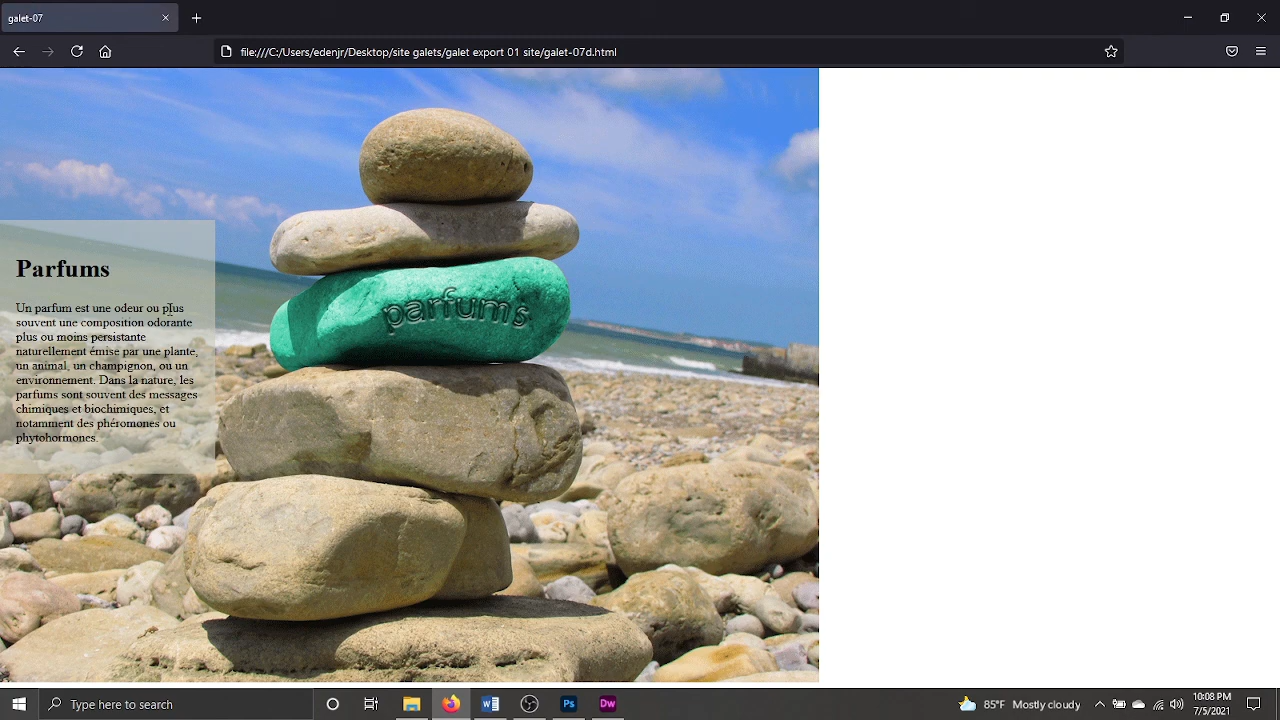 galet-07
file:///C:/Users/edenjr/Desktop/site galets/galet export 01 site/galet-07d.html
parfums
Parfums
Un parfum est une odeur ou plus
souvent une composition odorante
plus ou moins persistante
naturellement émise par une plante,
un animal, un champignon, ou un
environnement. Dans la nature, les
parfums sont souvent des messages
chimiques et biochimiques, et
notamment des phéromones ou
phytohormones.
Type here to search
W
Ps
Dw
85°F Mostly cloudy
10:08 PM
7/5/2021